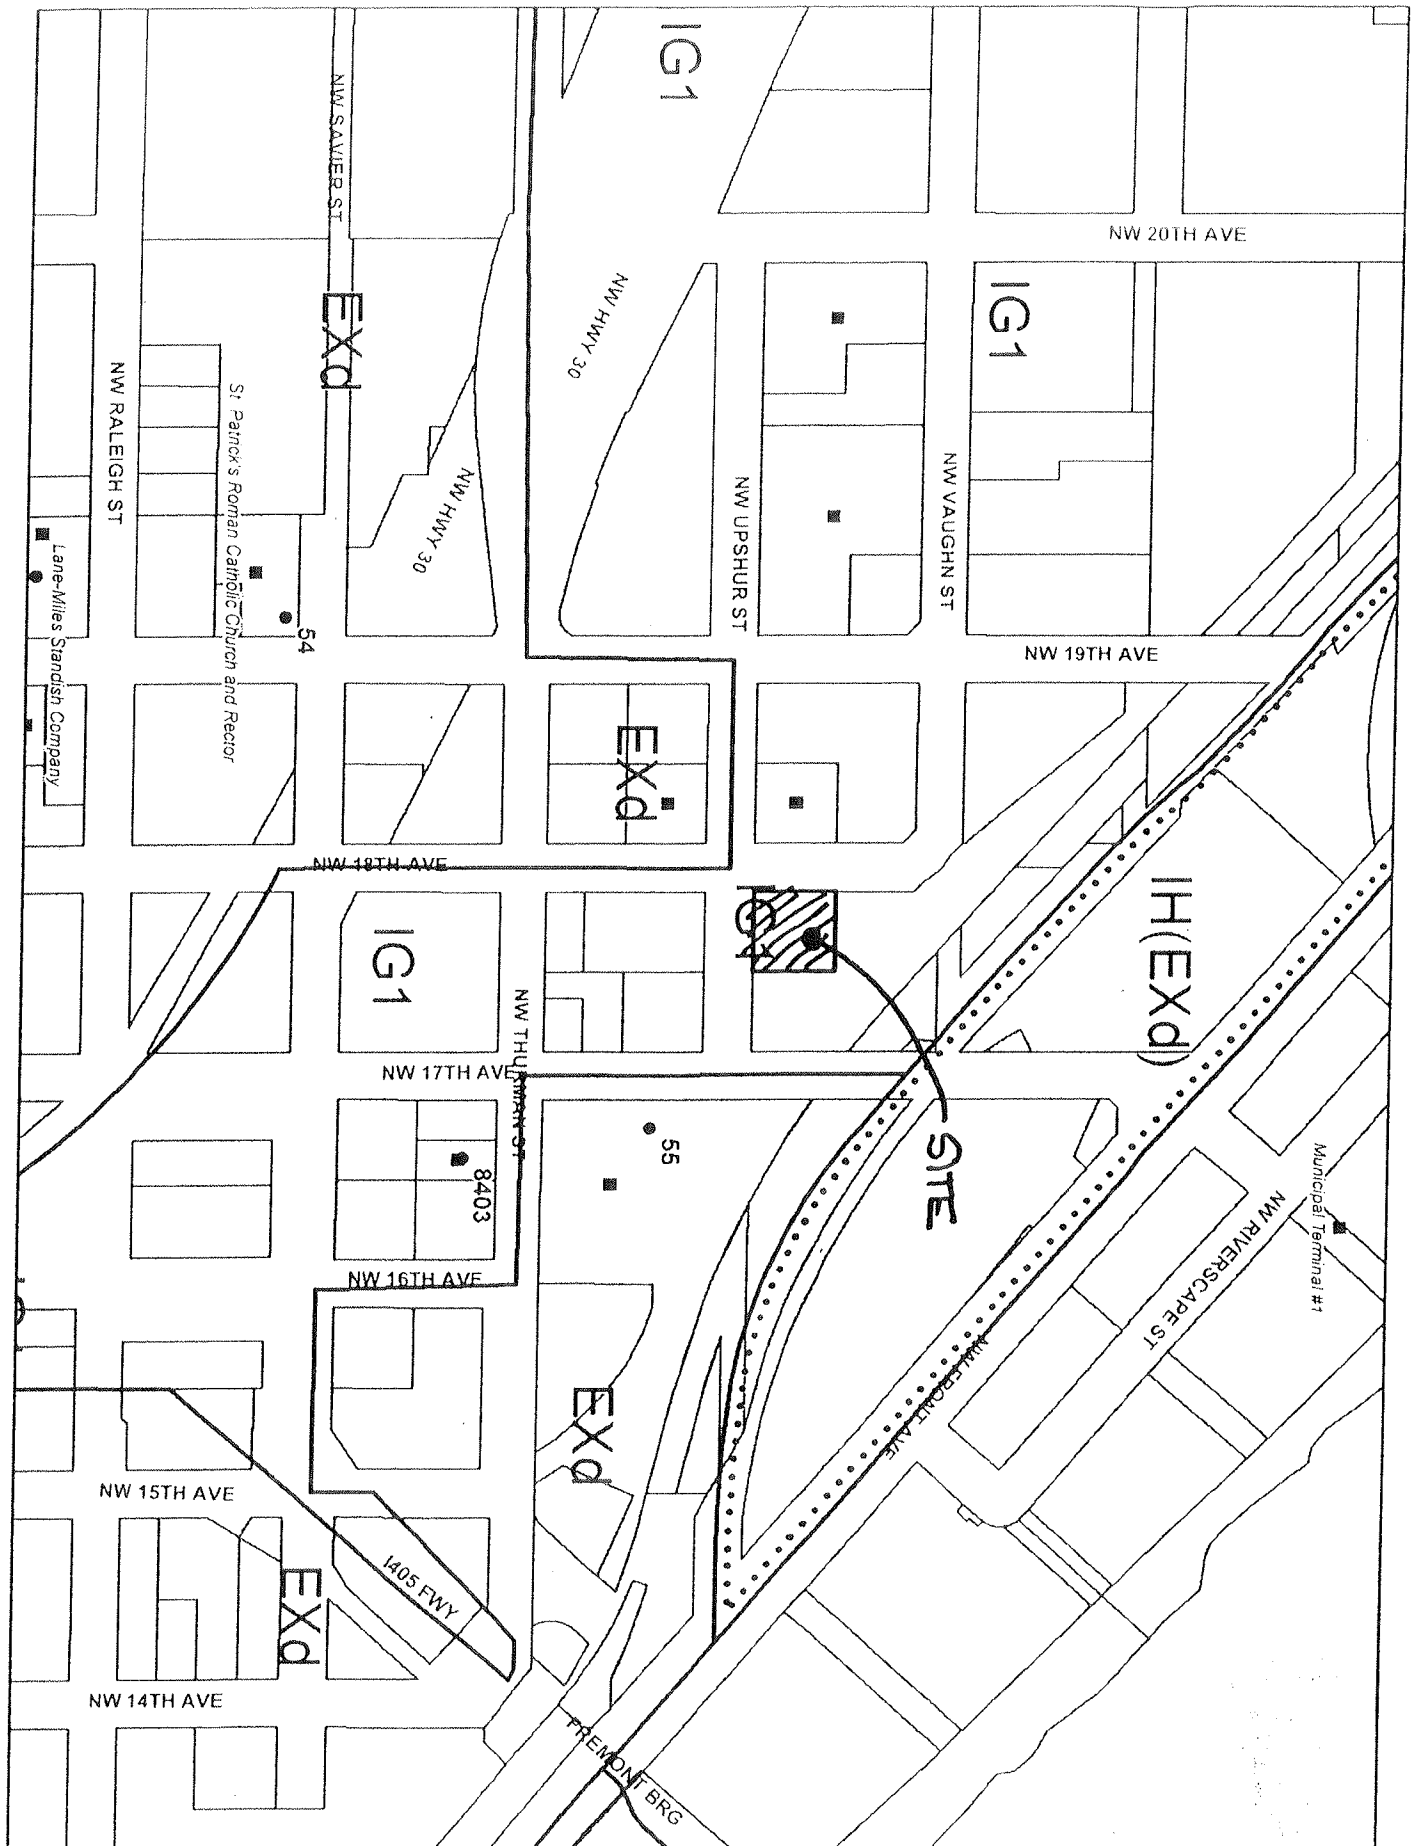 IG1
NW SAVIER ST
NW 20TH AVE
NW HWY 30
IG1
EXd
NW RALEIGH ST
St Patrick's Roman Catholic Church and Rector
NW HWY 30
NW UPSHUR ST
NW VAUGHN ST
Lane-Miles Standish Company
54
NW 19TH AVE
EXd
NW 18TH AVE
IG1
IH(EXd)
IG1
NW THURMAN ST
NW 17TH AVE
55
SITE
8403
Municipal Terminal #1
NW RIVERSCAPE ST
NW 16TH AVE
NW FRONT AVE
EXd
NW 15TH AVE
I405 FWY
EXd
NW 14TH AVE
FREMONT BRG